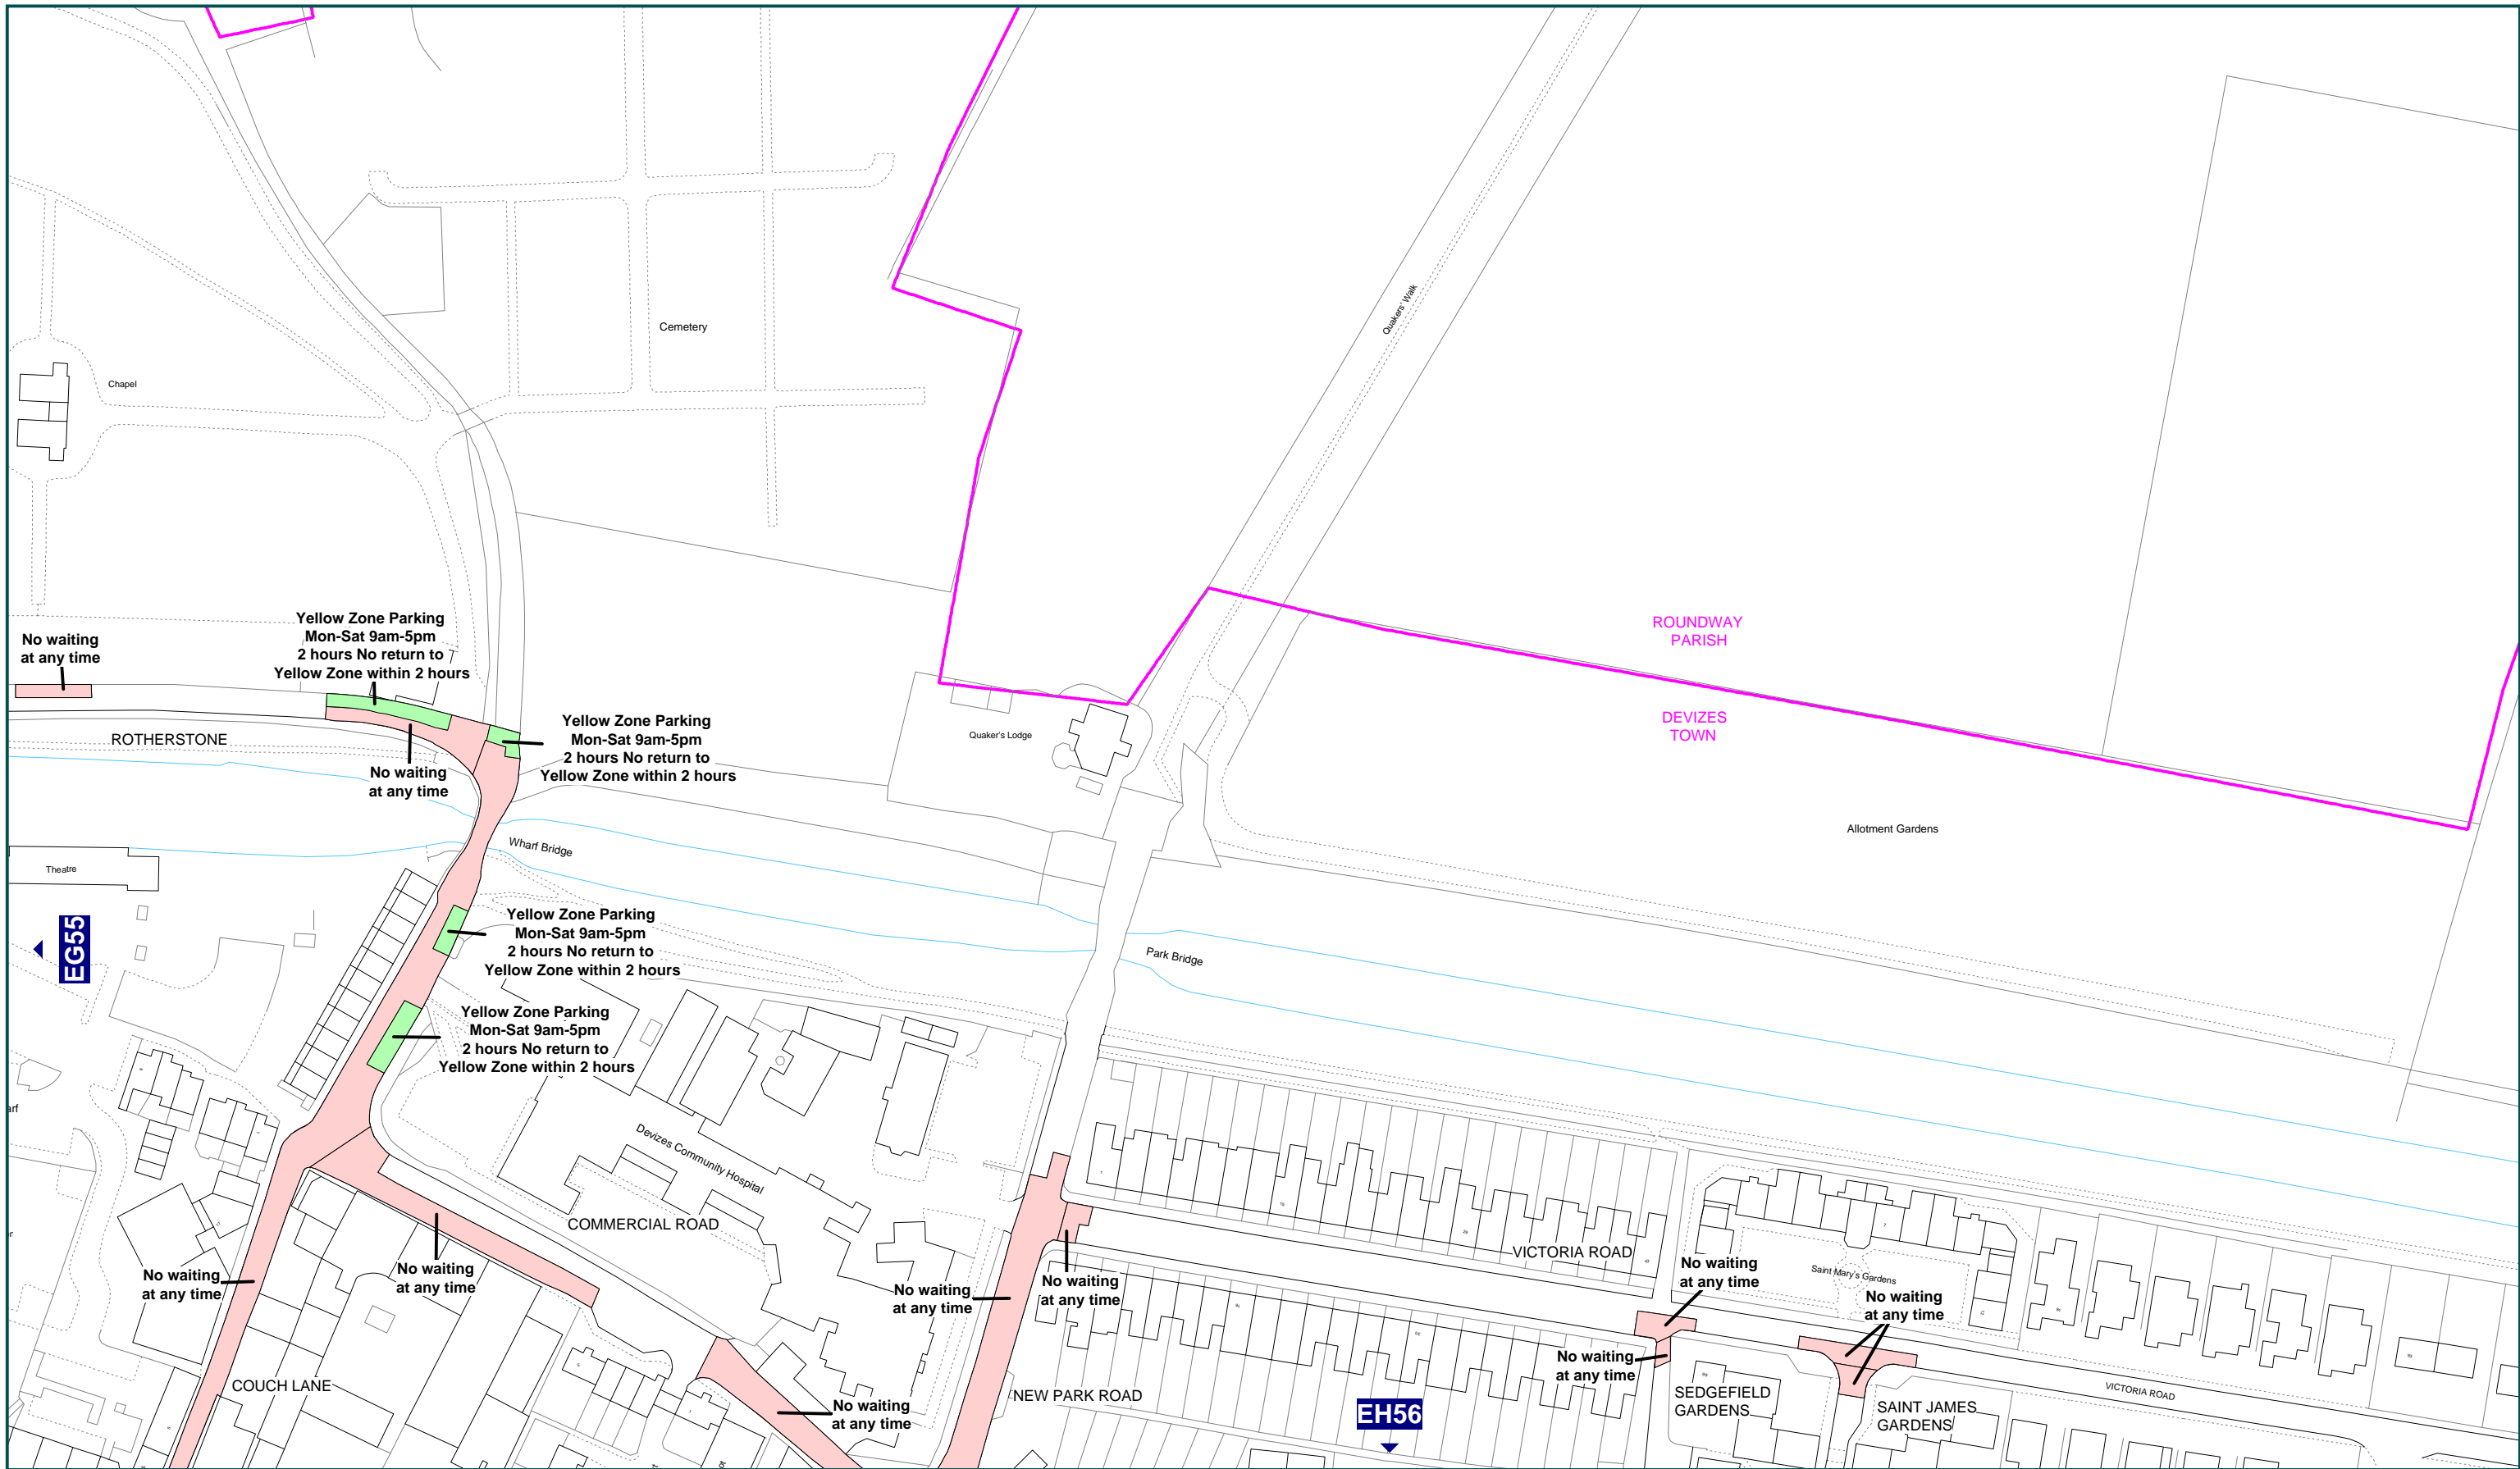 Quakers' Walk
Cemetery
Chapel
Yellow Zone Parking
Mon-Sat 9am-5pm
2 hours No return to
Yellow Zone within 2 hours
No waiting
at any time
ROUNDWAY
PARISH
DEVIZES
TOWN
ROTHERSTONE
Yellow Zone Parking
Mon-Sat 9am-5pm
2 hours No return to
Yellow Zone within 2 hours
Quaker's Lodge
No waiting
at any time
Allotment Gardens
Wharf Bridge
Theatre
EG55
Yellow Zone Parking
Mon-Sat 9am-5pm
2 hours No return to
Yellow Zone within 2 hours
Park Bridge
Yellow Zone Parking
Mon-Sat 9am-5pm
2 hours No return to
Yellow Zone within 2 hours
Devizes Community Hospital
COMMERCIAL ROAD
VICTORIA ROAD
No waiting
at any time
No waiting
at any time
No waiting
at any time
No waiting
at any time
No waiting
at any time
Saint Mary's Gardens
No waiting
at any time
No waiting
at any time
COUCH LANE
No waiting
at any time
NEW PARK ROAD
EH56
SEDGEFIELD
GARDENS
SAINT JAMES
GARDENS
VICTORIA ROAD